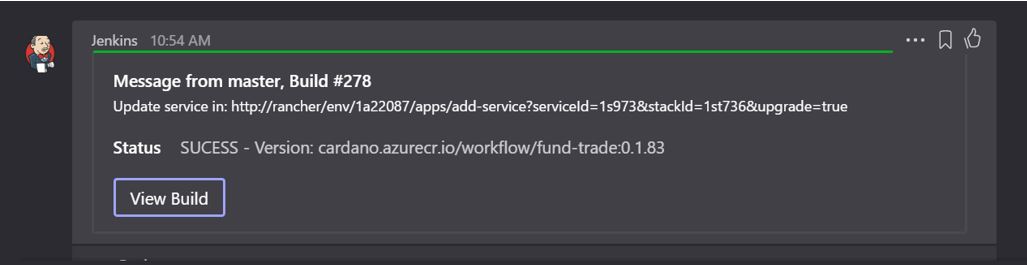 Jenkins 10:54 AM
Message from master, Build #278
Update service in: http://rancher/env/1a22087/apps/add-service?serviceId=1s973&stackId=1st736&upgrade=true
Status SUCESS - Version: cardano.azurecr.io/workflow/fund-trade:0.1.83
View Build